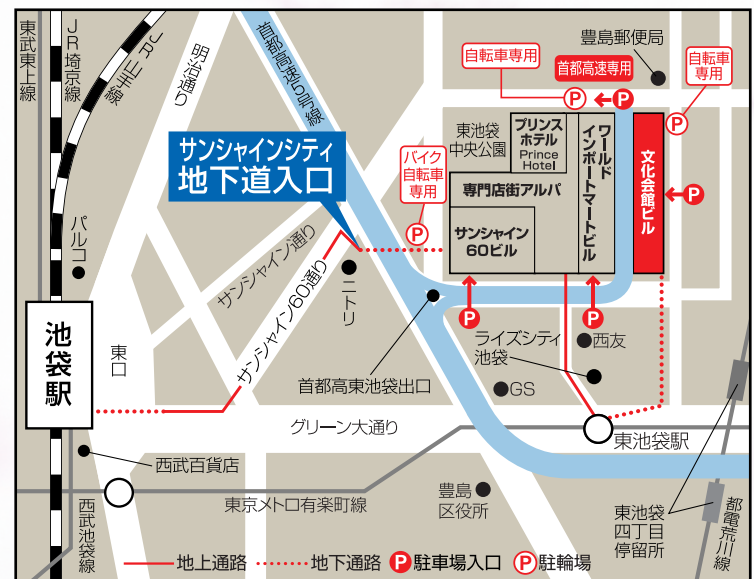 東武東上線
JR埼京線
JR山手線
明治通り
首都高速5号線
豊島郵便局
自転車専用
首都高速専用
自転車
専用
P
P
P
サンシャインシティ
地下道入口
バイク
自転車
専用
P
東池袋
中央公園
プリンス
ホテル
Prince
Hotel
ワールド
インポートマートビル
文化会館ビル
P
専門店街アルパ
サンシャイン
60ビル
パルコ
サンシャイン通り
サンシャイン60通り
ニトリ
P
P
池袋駅
東口
首都高東池袋出口
ライズシティ
池袋
西友
GS
グリーン大通り
東池袋駅
西武百貨店
西武池袋線
東京メトロ有楽町線
豊島
区役所
東池袋
四丁目
停留所
都電荒川線
地上通路
地下通路
P駐車場入口
P駐輪場